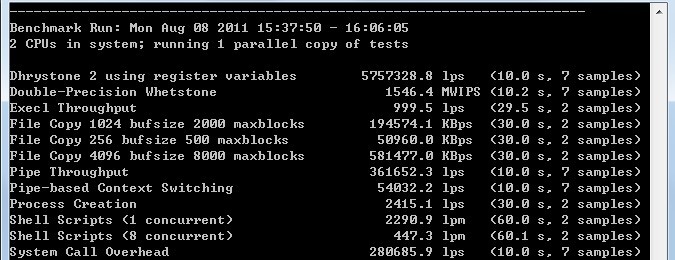 Benchmark Run: Mon Aug 08 2011 15:37:50 - 16:06:05
2 CPUs in system; running 1 parallel copy of tests
Dhrystone 2 using register variables 5757328.8 lps (10.0 s, 7 samples)
Double-Precision Whetstone 1546.4 MWIPS (10.2 s, 7 samples)
Execl Throughput 999.5 lps (29.5 s, 2 samples)
File Copy 1024 bufsize 2000 maxblocks 194574.1 KBps (30.0 s, 2 samples)
File Copy 256 bufsize 500 maxblocks 50960.0 KBps (30.0 s, 2 samples)
File Copy 4096 bufsize 8000 maxblocks 581477.0 KBps (30.0 s, 2 samples)
Pipe Throughput 361652.3 lps (10.0 s, 7 samples)
Pipe-based Context Switching 54032.2 lps (10.0 s, 7 samples)
Process Creation 2415.1 lps (30.0 s, 2 samples)
Shell Scripts (1 concurrent) 2290.9 lpm (60.0 s, 2 samples)
Shell Scripts (8 concurrent) 447.3 lpm (60.1 s, 2 samples)
System Call Overhead 280685.9 lps (10.0 s, 7 samples)